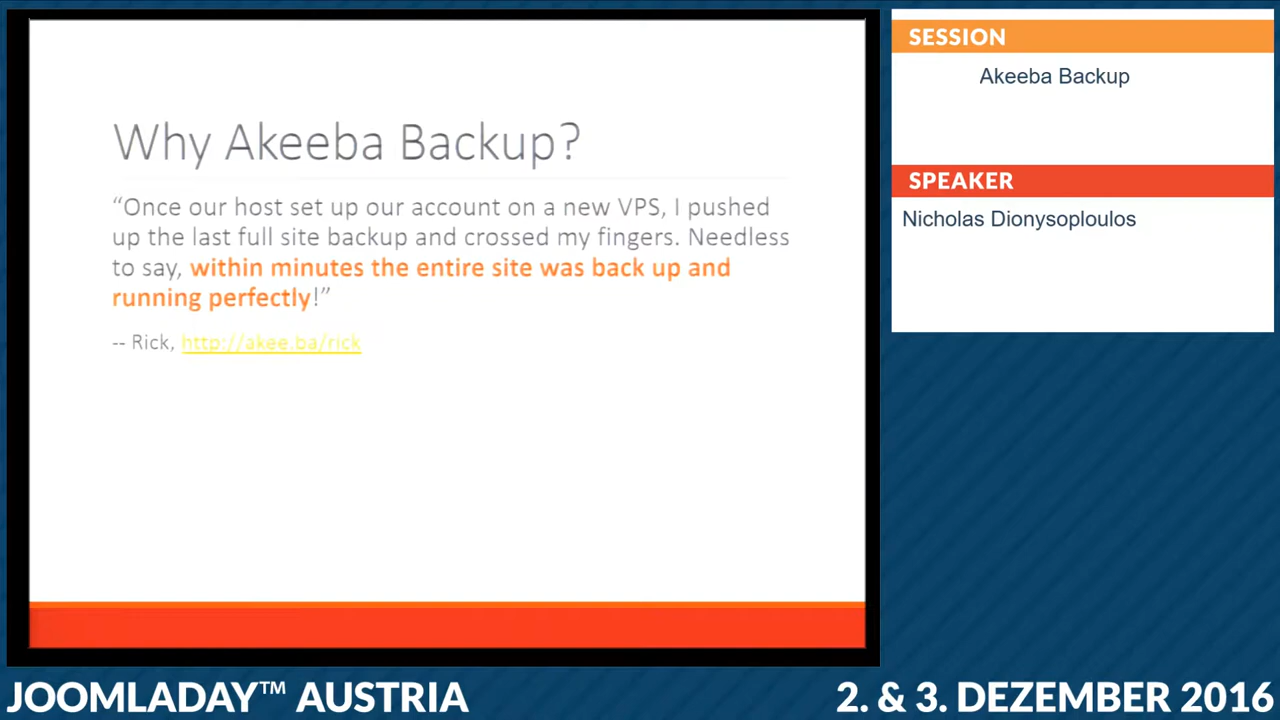 Why Akeeba Backup?
“Once our host set up our account on a new VPS, I pushed
up the last full site backup and crossed my fingers. Needless
to say, within minutes the entire site was back up and
running perfectly!”
-- Rick, http://akee.ba/rick
SESSION
Akeeba Backup
SPEAKER
Nicholas Dionysoploulos
JOOMLADAY™ AUSTRIA
2. & 3. DEZEMBER 2016